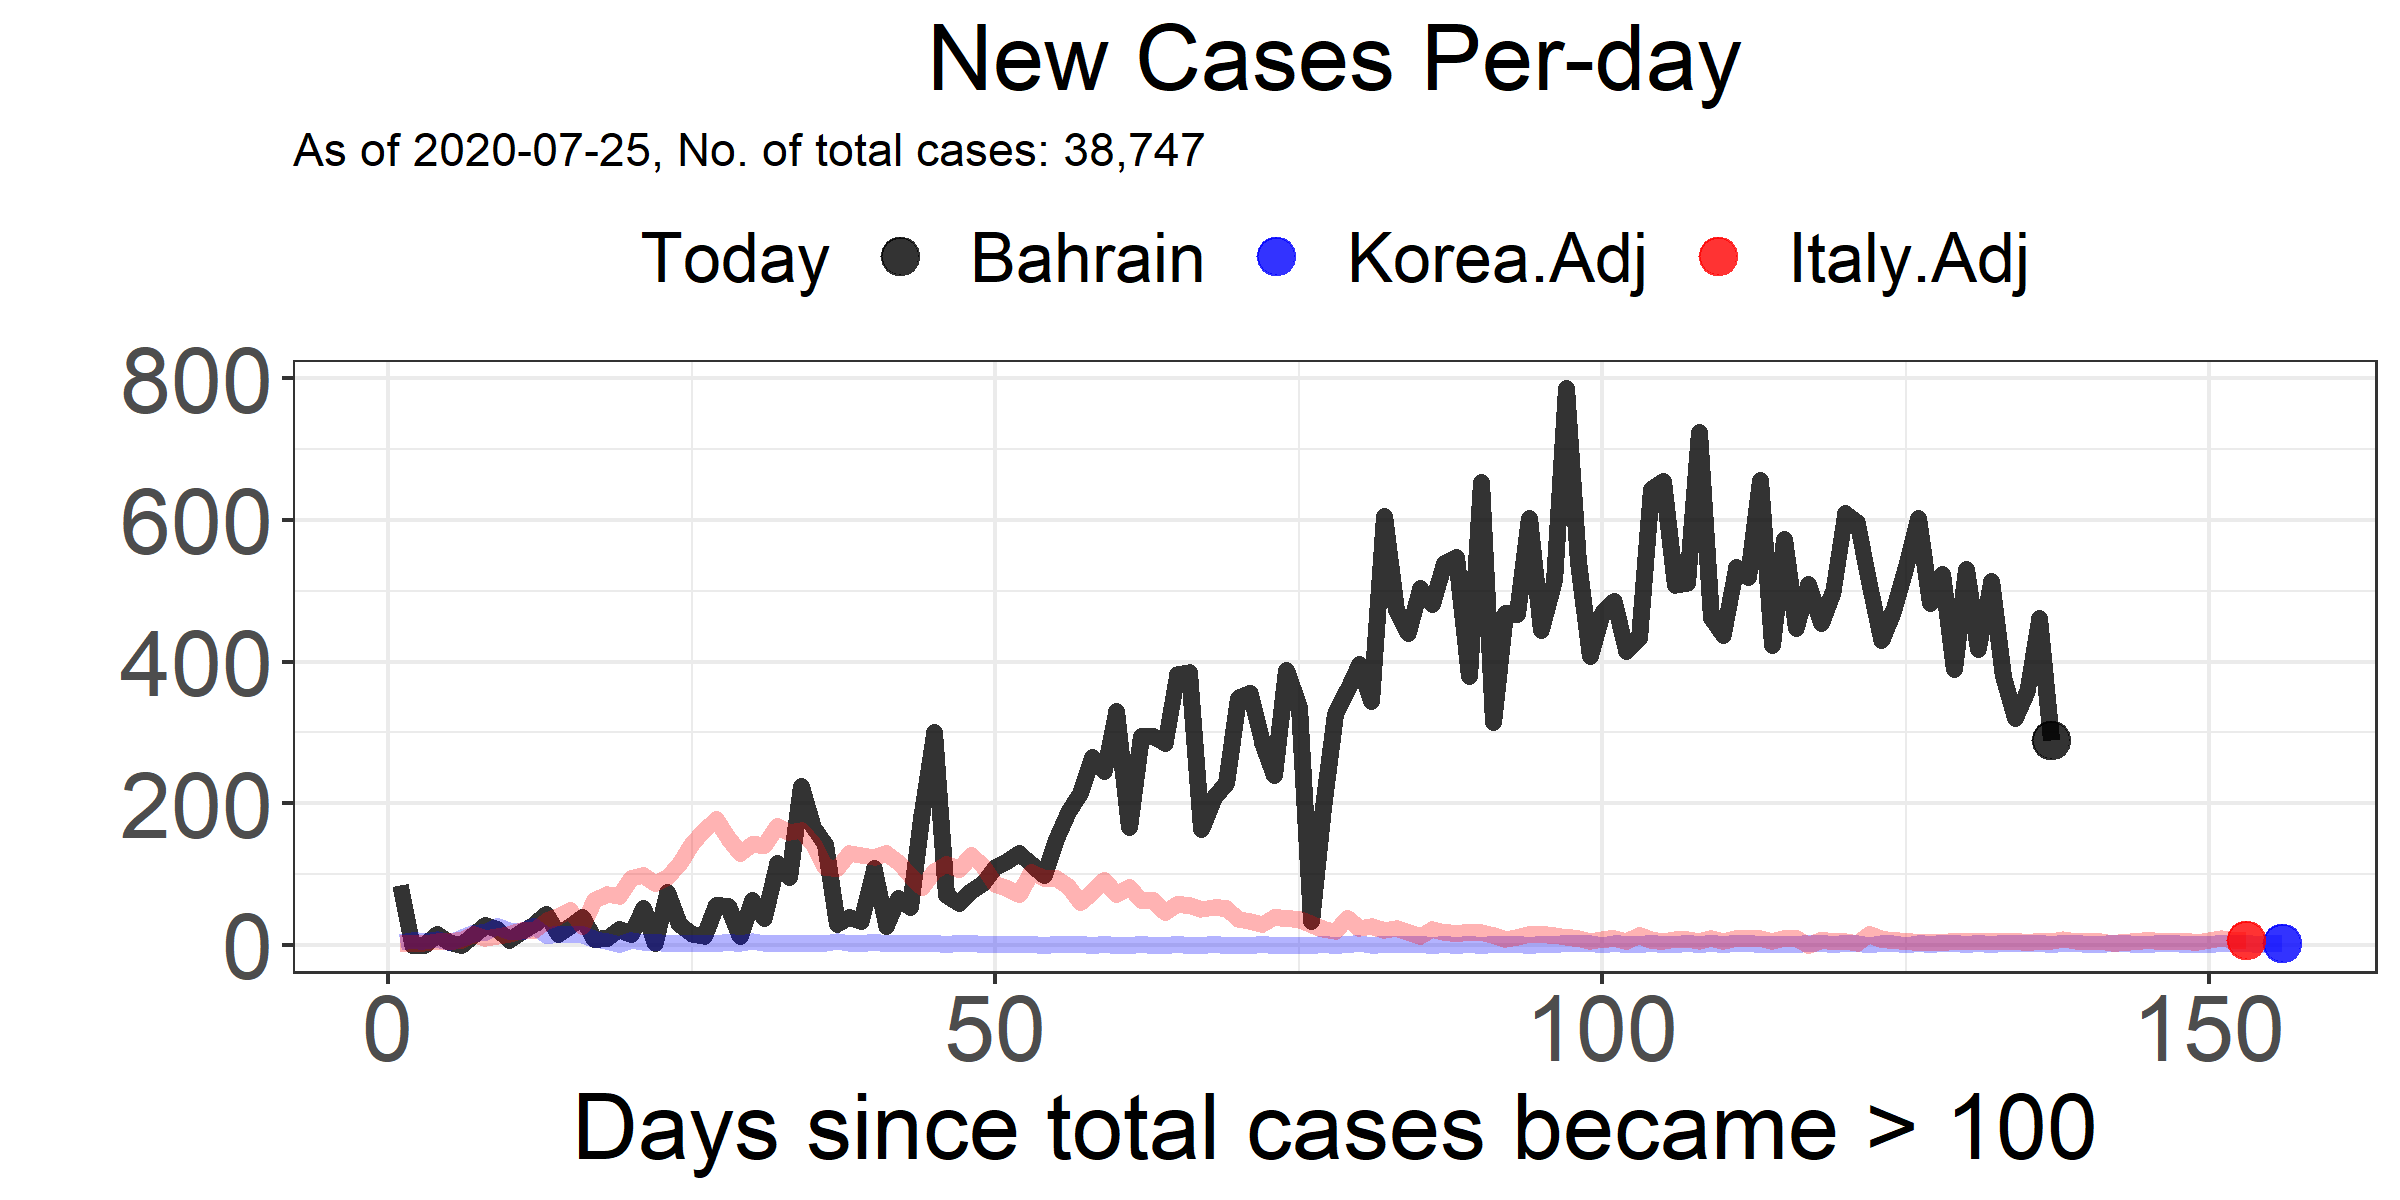 New Cases Per-day
As of 2020-07-25, No. of total cases: 38,747
Today Bahrain Korea.Adj Italy.Adj
800
600
400
200
0
0 50 100 150
Days since total cases became > 100